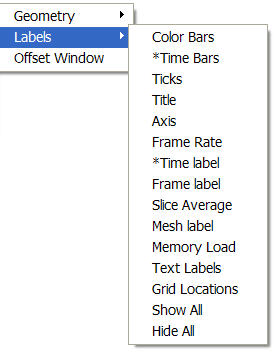 Geometry
Labels
Offset Window
Color Bars
*Time Bars
Ticks
Title
Axis
Frame Rate
*Time label
Frame label
Slice Average
Mesh label
Memory Load
Text Labels
Grid Locations
Show All
Hide All